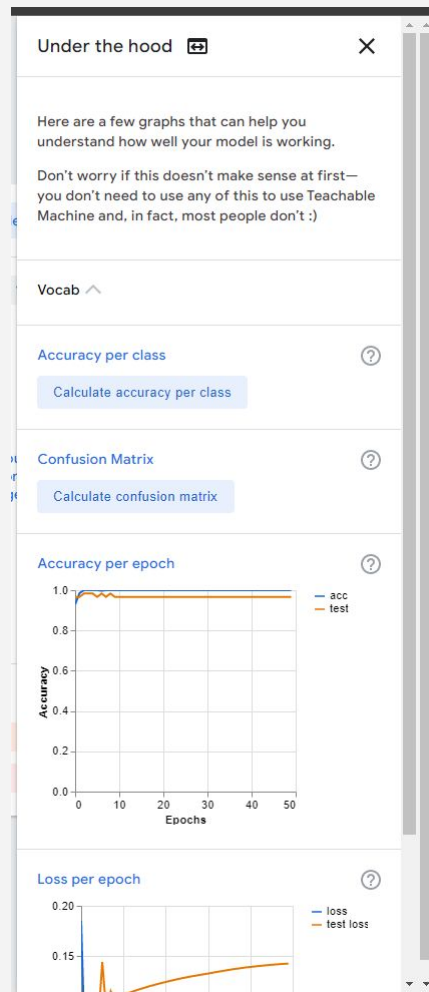 Under the hood
Here are a few graphs that can help you
understand how well your model is working.
Don't worry if this doesn't make sense at first—
you don't need to use any of this to use Teachable
Machine and, in fact, most people don't :)
Vocab
Accuracy per class
Calculate accuracy per class
Confusion Matrix
Calculate confusion matrix
Accuracy per epoch
1.0
0.8
0.6
0.4
0.2
0.0
Accuracy
0 10 20 30 40 50
Epochs
acc
test
Loss per epoch
0.20
0.15
loss
test loss